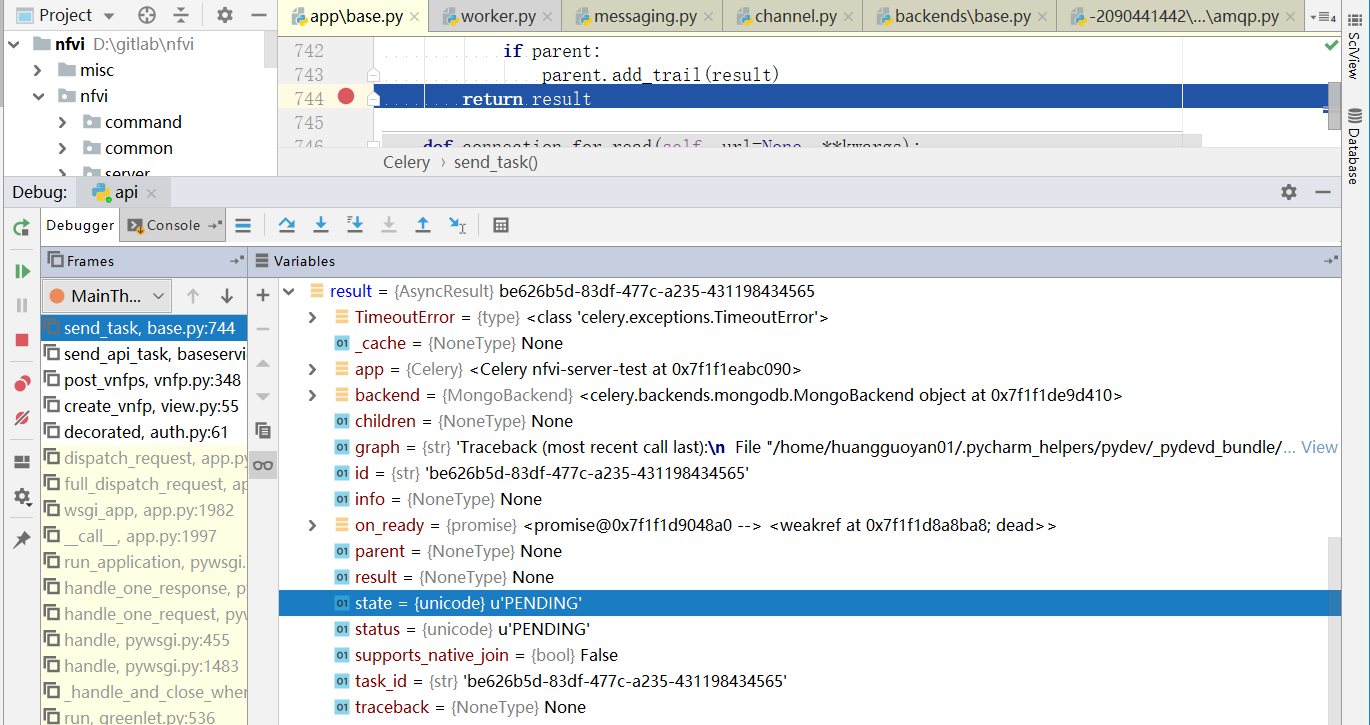 Project
app\base.py
worker.py
messaging.py
channel.py
backends\base.py
-2090441442\...\amqp.py
4
nfvi D:\gitlab\nfvi
misc
nfvi
command
common
server
742 if parent:
743 parent.add_trail(result)
744 return result
745
746 def connection_for_read(self, url=None, **kwargs):
Celery › send_task()
SciView
Database
Debug: api
Debugger Console
Frames
Variables
MainTh...
send_task, base.py:744
send_api_task, baseservi
post_vnfps, vnfp.py:348
create_vnfp, view.py:55
decorated, auth.py:61
dispatch_request, app.py
full_dispatch_request, ap
wsgi_app, app.py:1982
__call__, app.py:1997
run_application, pywsgi.
handle_one_response, p
handle_one_request, pyw
handle, pywsgi.py:455
handle, pywsgi.py:1483
_handle_and_close_wher
run, greenlet.py:536
result = {AsyncResult} be626b5d-83df-477c-a235-431198434565
TimeoutError = {type} <class 'celery.exceptions.TimeoutError'>
_cache = {NoneType} None
app = {Celery} <Celery nfvi-server-test at 0x7f1f1eabc090>
backend = {MongoBackend} <celery.backends.mongodb.MongoBackend object at 0x7f1f1de9d410>
children = {NoneType} None
graph = {str} 'Traceback (most recent call last):\n  File "/home/huangguoyan01/.pycharm_helpers/pydev/_pydevd_bundle/... View
id = {str} 'be626b5d-83df-477c-a235-431198434565'
info = {NoneType} None
on_ready = {promise} <promise@0x7f1f1d9048a0 --> <weakref at 0x7f1f1d8a8ba8; dead>>
parent = {NoneType} None
result = {NoneType} None
state = {unicode} u'PENDING'
status = {unicode} u'PENDING'
supports_native_join = {bool} False
task_id = {str} 'be626b5d-83df-477c-a235-431198434565'
traceback = {NoneType} None